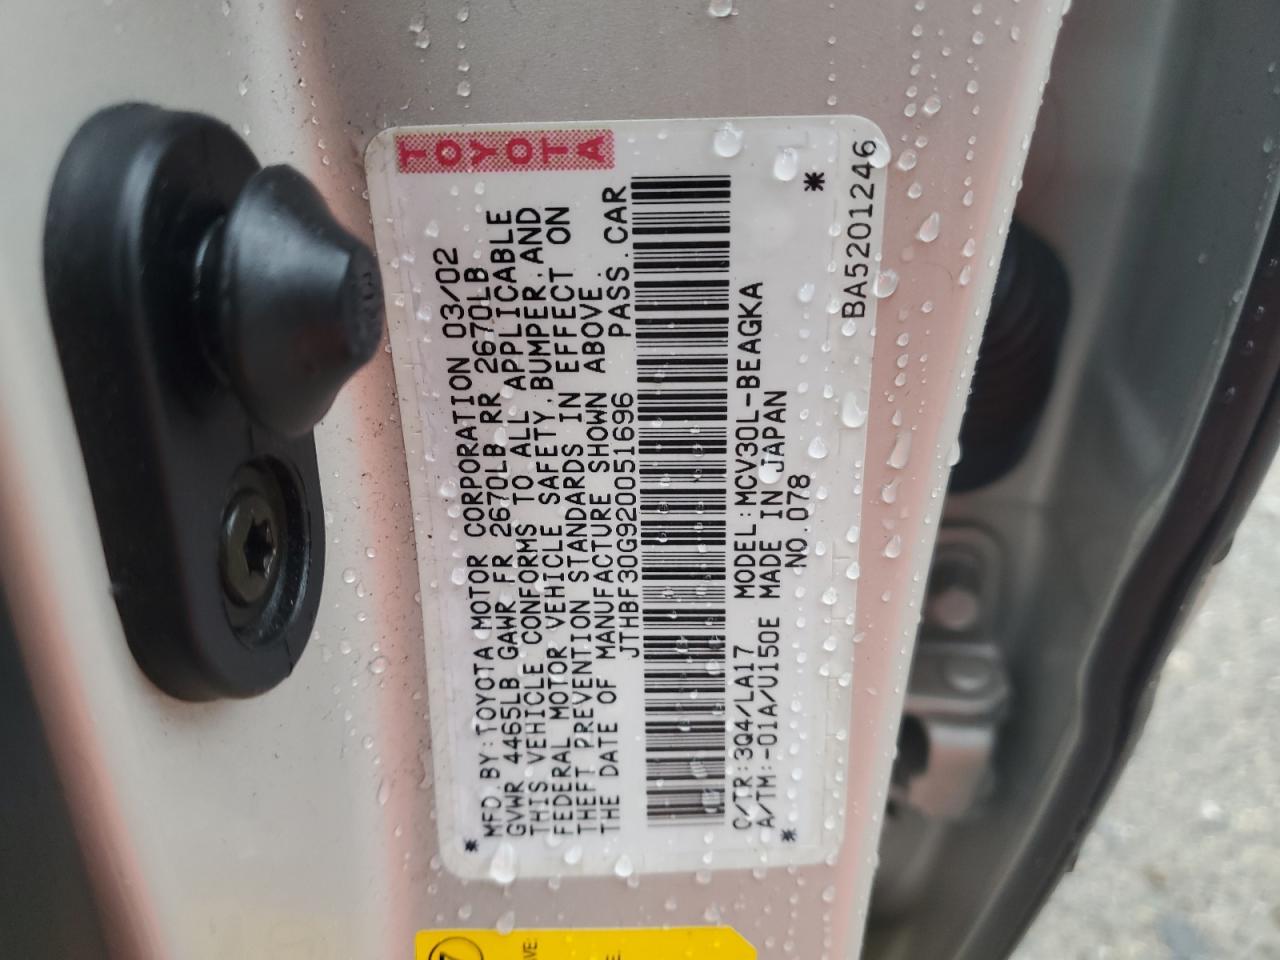 TOYOTA
MFD.BY:TOYOTA MOTOR CORPORATION 03/02
GVWR 4465LB GAWR FR 2670LB RR 2670LB
THIS VEHICLE CONFORMS TO ALL APPLICABLE
FEDERAL MOTOR VEHICLE SAFETY,BUMPER,AND
THEFT PREVENTION STANDARDS IN EFFECT ON
THE DATE OF MANUFACTURE SHOWN ABOVE.
JTHBF30G920051696 PASS.CAR
C/TR:3Q4/LA17 MODEL:MCV30L-BEAGKA
A/TM:-01A/U150E MADE IN JAPAN
NO.078
BA5201246